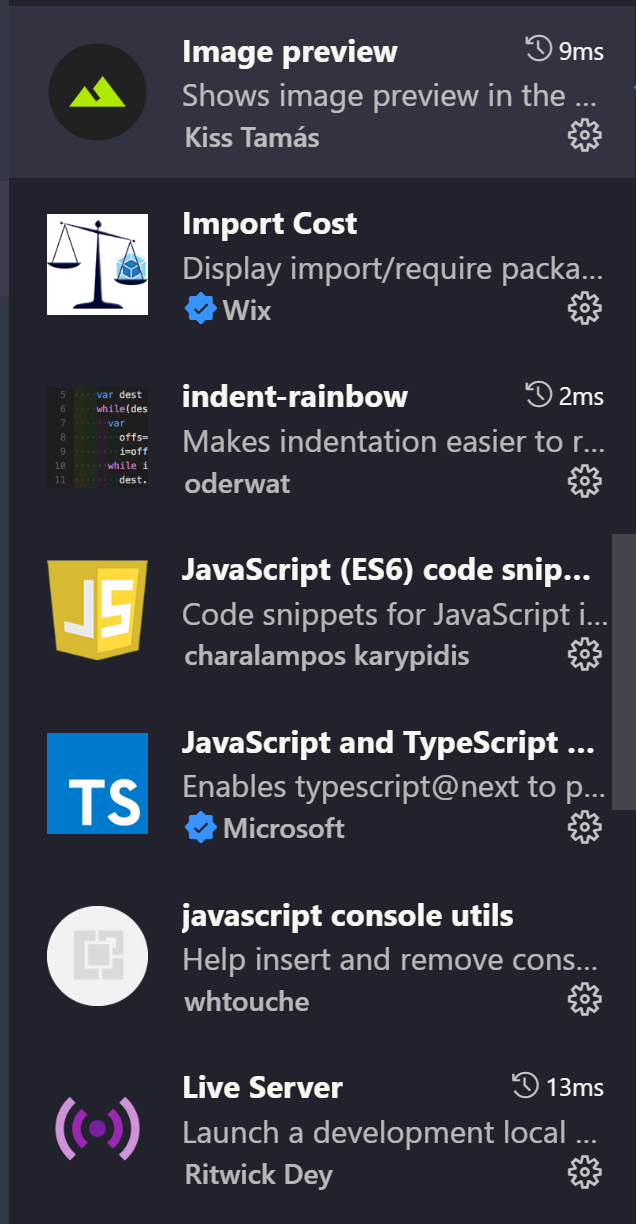 Image preview 9ms
Shows image preview in the ...
Kiss Tamás
Import Cost
Display import/require packa...
Wix
5 var dest
6 while(des
7 var
8 offs=
9 i=off
10 while i
11 dest.
indent-rainbow 2ms
Makes indentation easier to r...
oderwat
JS
JavaScript (ES6) code snip...
Code snippets for JavaScript i...
charalampos karypidis
TS
JavaScript and TypeScript ...
Enables typescript@next to p...
Microsoft
javascript console utils
Help insert and remove cons...
whtouche
Live Server 13ms
Launch a development local ...
Ritwick Dey